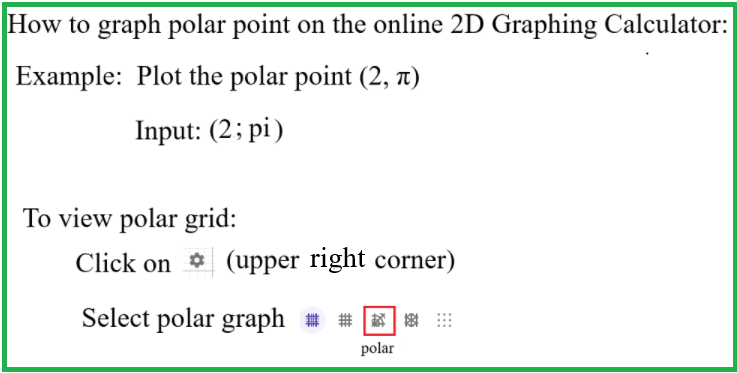 How to graph polar point on the online 2D Graphing Calculator:
Example: Plot the polar point (2, π)
Input: (2; pi)
To view polar grid:
Click on (upper right corner)
Select polar graph
polar